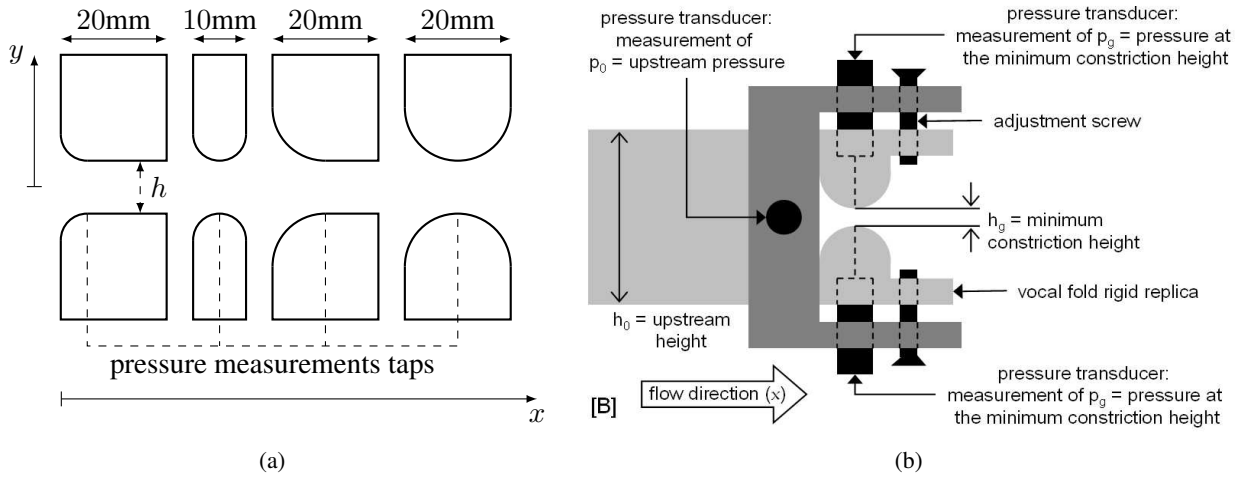 20mm
10mm
20mm
20mm
y
h
pressure measurements taps
x
(a)
pressure transducer:
measurement of
p0 = upstream pressure
pressure transducer:
measurement of pg = pressure at
the minimum constriction height
adjustment screw
hg = minimum
constriction height
vocal fold rigid replica
h0 = upstream
height
pressure transducer:
measurement of pg = pressure at
the minimum constriction height
[B]
flow direction (x)
(b)